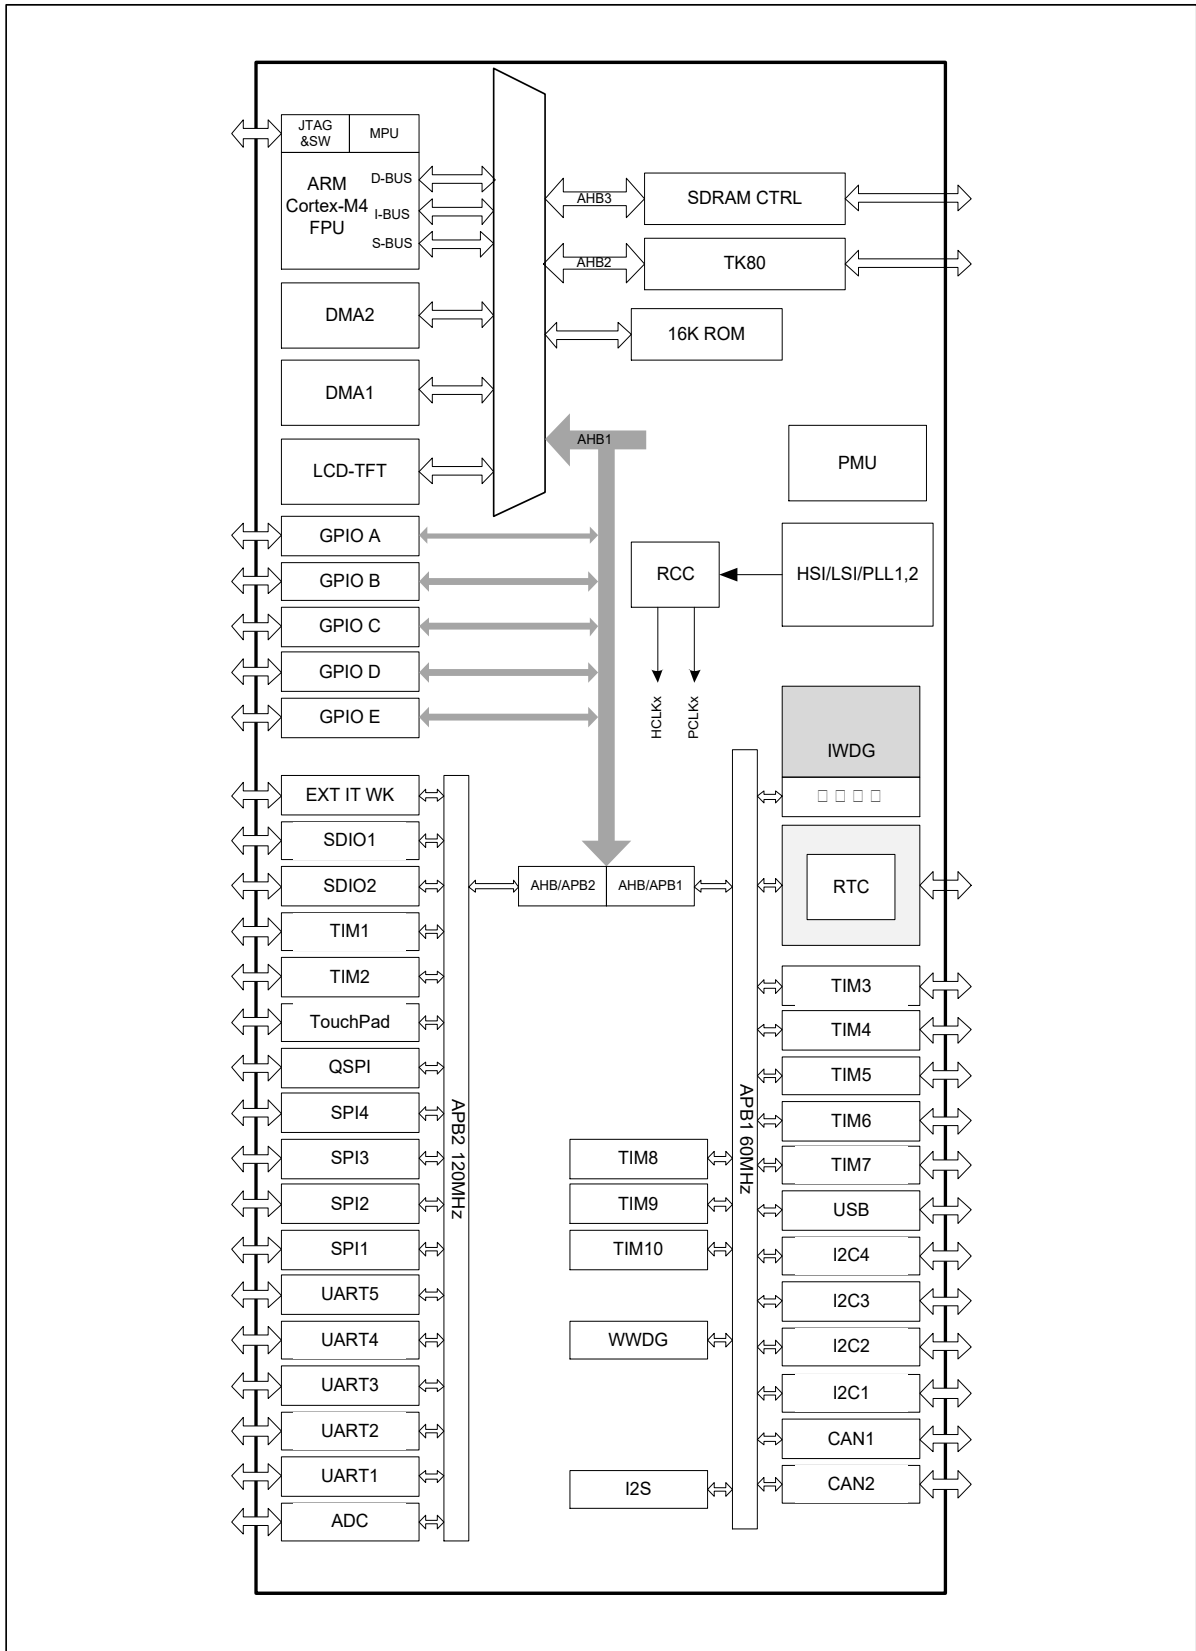 JTAG
&SW
MPU
ARM
Cortex-M4
FPU
D-BUS
I-BUS
S-BUS
DMA2
DMA1
LCD-TFT
AHB3
SDRAM CTRL
AHB2
TK80
16K ROM
AHB1
PMU
GPIO A
GPIO B
GPIO C
GPIO D
GPIO E
RCC
HSI/LSI/PLL1,2
HCLKx
PCLKx
IWDG
RTC
AHB/APB2
AHB/APB1
EXT IT WK
SDIO1
SDIO2
TIM1
TIM2
TouchPad
QSPI
SPI4
SPI3
SPI2
SPI1
UART5
UART4
UART3
UART2
UART1
ADC
APB2 120MHz
TIM8
TIM9
TIM10
WWDG
I2S
APB1 60MHz
TIM3
TIM4
TIM5
TIM6
TIM7
USB
I2C4
I2C3
I2C2
I2C1
CAN1
CAN2